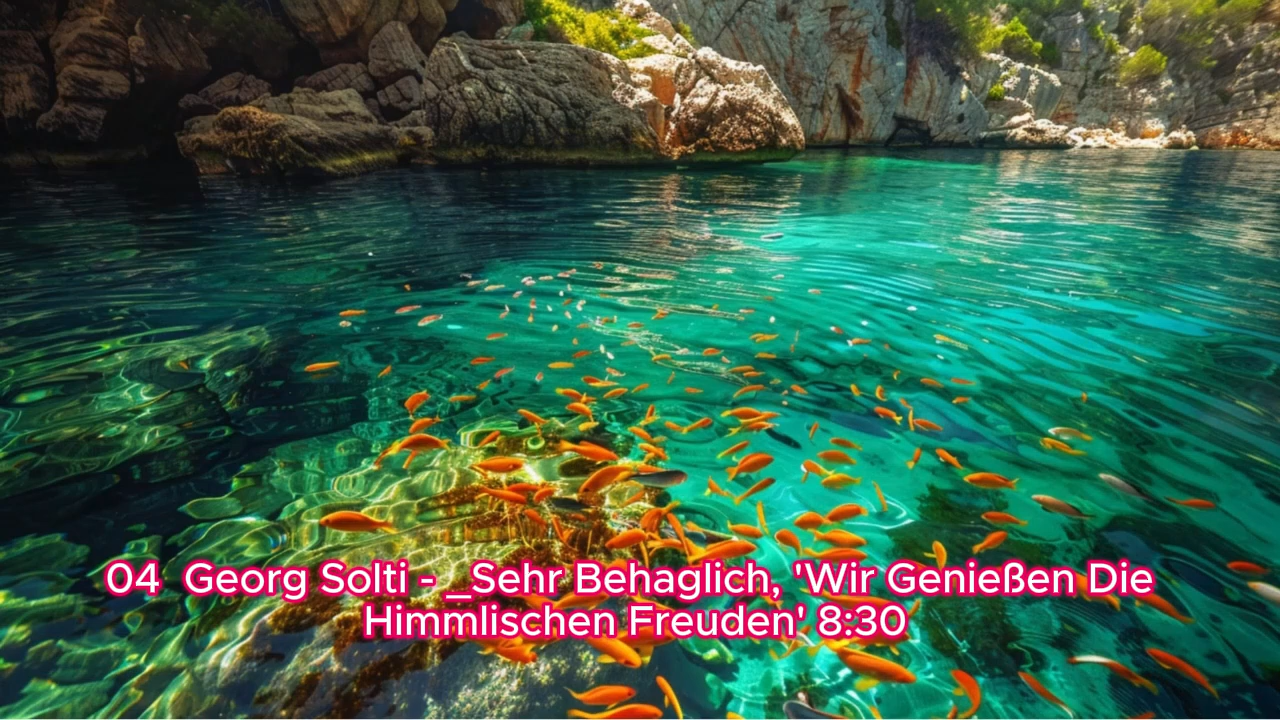 04  Georg Solti - _Sehr Behaglich, 'Wir Genießen Die
Himmlischen Freuden' 8:30